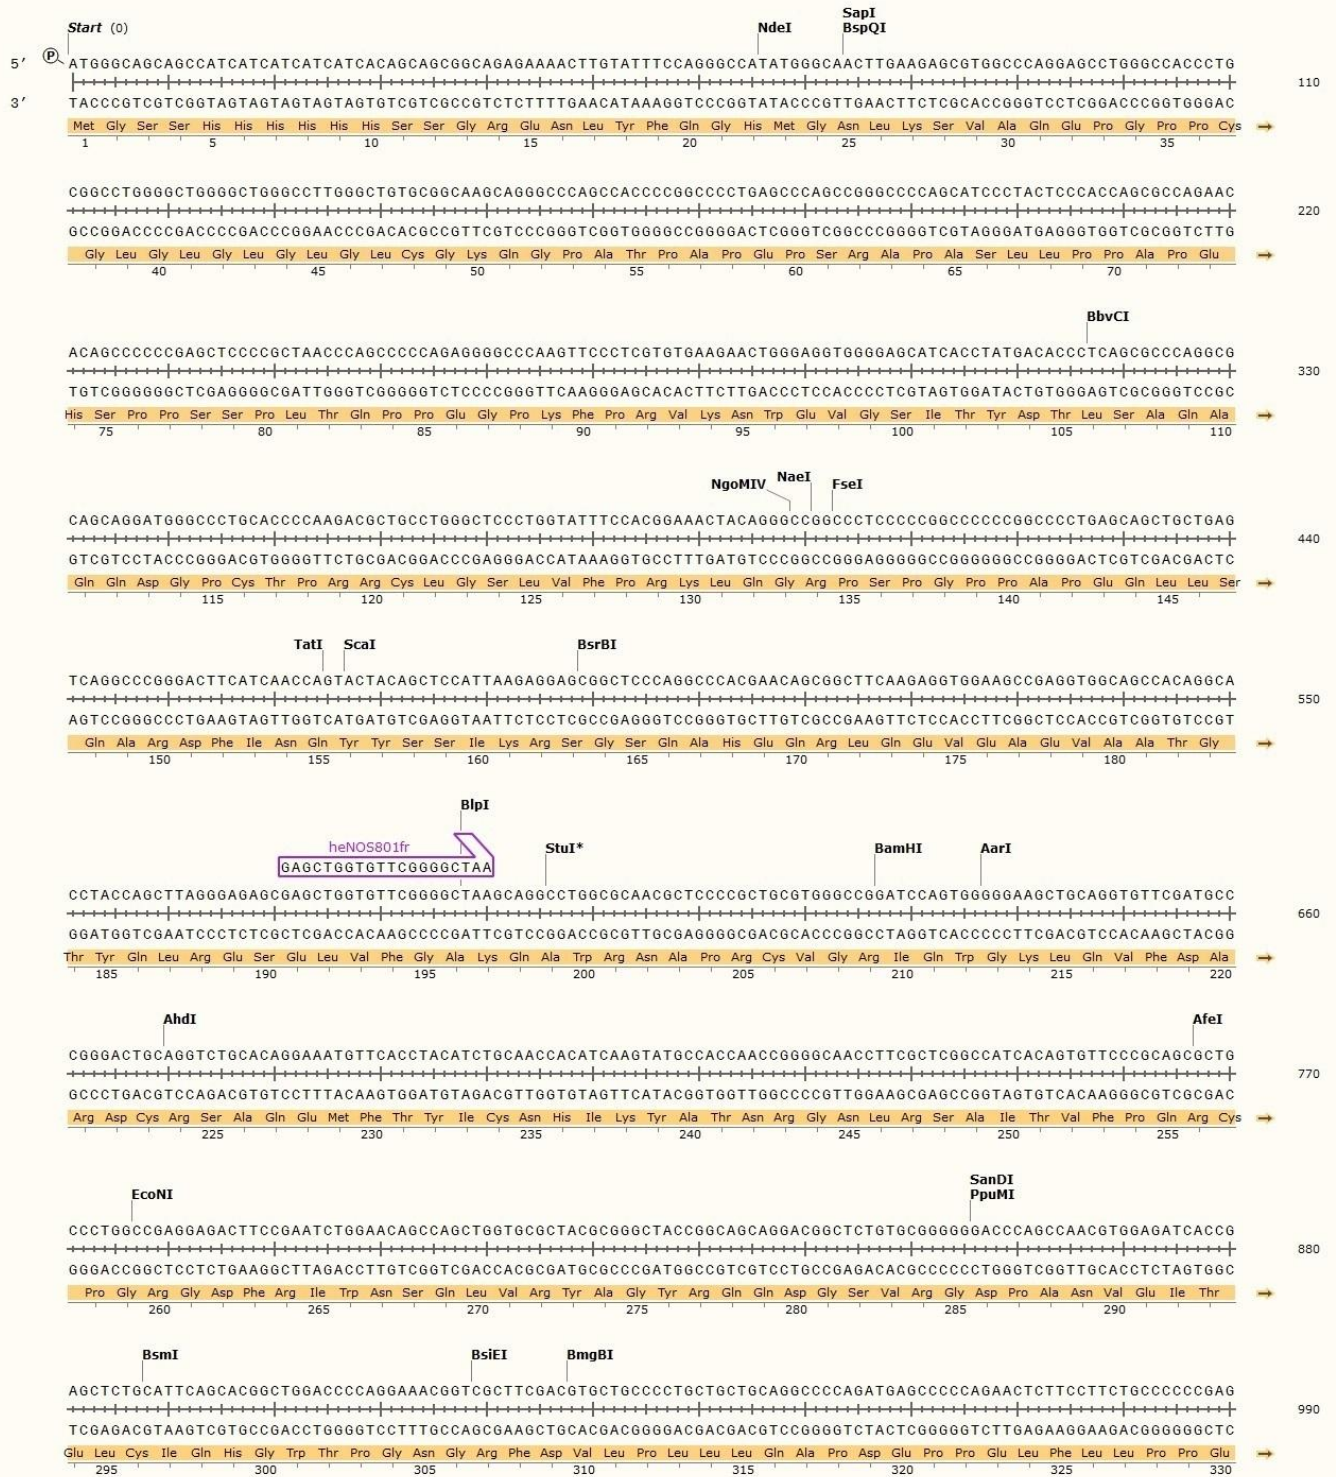 Start (0)
NdeI
SapI
BspQI
5′ P ATGGGCAGCAGCCATCATCATCATCATCACAGCAGCGGCAGAGAAAACTTGTATTTCCAGGGCCATATGGGCAACTTGAAGAGCGTGGCCCAGGAGCCTGGGCCACCCTG
110
3′ TACCCGTCGTCGGTAGTAGTAGTAGTAGTGTCGTCGCCGTCTCTTTTGAACATAAAGGTCCCGGTATACCCGTTGAACTTCTCGCACCGGGTCCTCGGACCCGGTGGGAC
Met Gly Ser Ser His His His His His His Ser Ser Gly Arg Glu Asn Leu Tyr Phe Gln Gly His Met Gly Asn Leu Lys Ser Val Ala Gln Glu Pro Gly Pro Pro Cys
1 5 10 15 20 25 30 35
CGGCCTGGGGCTGGGGCTGGGCCTTGGGCTGTGCGGCAAGCAGGGCCCAGCCACCCCGGCCCCTGAGCCCAGCCGGGCCCCAGCATCCCTACTCCCACCAGCGCCAGAAC
220
GCCGGACCCCGACCCCGACCCGGAACCCGACACGCCGTTCGTCCCGGGTCGGTGGGGCCGGGGACTCGGGTCGGCCCGGGGTCGTAGGGATGAGGGTGGTCGCGGTCTTG
Gly Leu Gly Leu Gly Leu Gly Leu Gly Leu Cys Gly Lys Gln Gly Pro Ala Thr Pro Ala Pro Glu Pro Ser Arg Ala Pro Ala Ser Leu Leu Pro Pro Ala Pro Glu
40 45 50 55 60 65 70
BbvCI
ACAGCCCCCCGAGCTCCCCGCTAACCCAGCCCCCAGAGGGGCCCAAGTTCCCTCGTGTGAAGAACTGGGAGGTGGGGAGCATCACCTATGACACCCTCAGCGCCCAGGCG
330
TGTCGGGGGGCTCGAGGGGCGATTGGGTCGGGGGTCTCCCCGGGTTCAAGGGAGCACACTTCTTGACCCTCCACCCCTCGTAGTGGATACTGTGGGAGTCGCGGGTCCGC
His Ser Pro Pro Ser Ser Pro Leu Thr Gln Pro Pro Glu Gly Pro Lys Phe Pro Arg Val Lys Asn Trp Glu Val Gly Ser Ile Thr Tyr Asp Thr Leu Ser Ala Gln Ala
75 80 85 90 95 100 105 110
NgoMIV NaeI FseI
CAGCAGGATGGGCCCTGCACCCCAAGACGCTGCCTGGGCTCCCTGGTATTTCCACGGAAACTACAGGGCCGGCCCTCCCCCGGCCCCCCGGCCCCTGAGCAGCTGCTGAG
440
GTCGTCCTACCCGGGACGTGGGGTTCTGCGACGGACCCGAGGGACCATAAAGGTGCCTTTGATGTCCCGGCCGGGAGGGGGCCGGGGGGCCGGGGACTCGTCGACGACTC
Gln Gln Asp Gly Pro Cys Thr Pro Arg Arg Cys Leu Gly Ser Leu Val Phe Pro Arg Lys Leu Gln Gly Arg Pro Ser Pro Gly Pro Pro Ala Pro Glu Gln Leu Leu Ser
115 120 125 130 135 140 145
TatI ScaI BsrBI
TCAGGCCCGGGACTTCATCAACCAGTACTACAGCTCCATTAAGAGGAGCGGCTCCCAGGCCCACGAACAGCGGCTTCAAGAGGTGGAAGCCGAGGTGGCAGCCACAGGCA
550
AGTCCGGGCCCTGAAGTAGTTGGTCATGATGTCGAGGTAATTCTCCTCGCCGAGGGTCCGGGTGCTTGTCGCCGAAGTTCTCCACCTTCGGCTCCACCGTCGGTGTCCGT
Gln Ala Arg Asp Phe Ile Asn Gln Tyr Tyr Ser Ser Ile Lys Arg Ser Gly Ser Gln Ala His Glu Gln Arg Leu Gln Glu Val Glu Ala Glu Val Ala Ala Thr Gly
150 155 160 165 170 175 180
BlpI
heNOS801fr
StuI* BamHI AarI
GAGCTGGTGTTCGGGGCTAA
CCTACCAGCTTAGGGAGAGCGAGCTGGTGTTCGGGGCTAAGCAGGCCTGGCGCAACGCTCCCCGCTGCGTGGGCCGGATCCAGTGGGGGAAGCTGCAGGTGTTCGATGCC
660
GGATGGTCGAATCCCTCTCGCTCGACCACAAGCCCCGATTCGTCCGGACCGCGTTGCGAGGGGCGACGCACCCGGCCTAGGTCACCCCCTTCGACGTCCACAAGCTACGG
Thr Tyr Gln Leu Arg Glu Ser Glu Leu Val Phe Gly Ala Lys Gln Ala Trp Arg Asn Ala Pro Arg Cys Val Gly Arg Ile Gln Trp Gly Lys Leu Gln Val Phe Asp Ala
185 190 195 200 205 210 215 220
AhdI AfeI
CGGGACTGCAGGTCTGCACAGGAAATGTTCACCTACATCTGCAACCACATCAAGTATGCCACCAACCGGGGCAACCTTCGCTCGGCCATCACAGTGTTCCCGCAGCGCTG
770
GCCCTGACGTCCAGACGTGTCCTTTACAAGTGGATGTAGACGTTGGTGTAGTTCATACGGTGGTTGGCCCCGTTGGAAGCGAGCCGGTAGTGTCACAAGGGCGTCGCGAC
Arg Asp Cys Arg Ser Ala Gln Glu Met Phe Thr Tyr Ile Cys Asn His Ile Lys Tyr Ala Thr Asn Arg Gly Asn Leu Arg Ser Ala Ile Thr Val Phe Pro Gln Arg Cys
225 230 235 240 245 250 255
EcoNI SanDI
PpuMI
CCCTGGCCGAGGAGACTTCCGAATCTGGAACAGCCAGCTGGTGCGCTACGCGGGCTACCGGCAGCAGGACGGCTCTGTGCGGGGGGACCCAGCCAACGTGGAGATCACCG
880
GGGACCGGCTCCTCTGAAGGCTTAGACCTTGTCGGTCGACCACGCGATGCGCCCGATGGCCGTCGTCCTGCCGAGACACGCCCCCCTGGGTCGGTTGCACCTCTAGTGGC
Pro Gly Arg Gly Asp Phe Arg Ile Trp Asn Ser Gln Leu Val Arg Tyr Ala Gly Tyr Arg Gln Gln Asp Gly Ser Val Arg Gly Asp Pro Ala Asn Val Glu Ile Thr
260 265 270 275 280 285 290
BsmI BsiEI BmgBI
AGCTCTGCATTCAGCACGGCTGGACCCCAGGAAACGGTCGCTTCGACGTGCTGCCCCTGCTGCTGCAGGCCCCAGATGAGCCCCCAGAACTCTTCCTTCTGCCCCCCGAG
990
TCGAGACGTAAGTCGTGCCGACCTGGGGTCCTTTGCCAGCGAAGCTGCACGACGGGGACGACGACGTCCGGGGTCTACTCGGGGGTCTTGAGAAGGAAGACGGGGGGCTC
Glu Leu Cys Ile Gln His Gly Trp Thr Pro Gly Asn Gly Arg Phe Asp Val Leu Pro Leu Leu Leu Gln Ala Pro Asp Glu Pro Pro Glu Leu Phe Leu Leu Pro Pro Glu
295 300 305 310 315 320 325 330